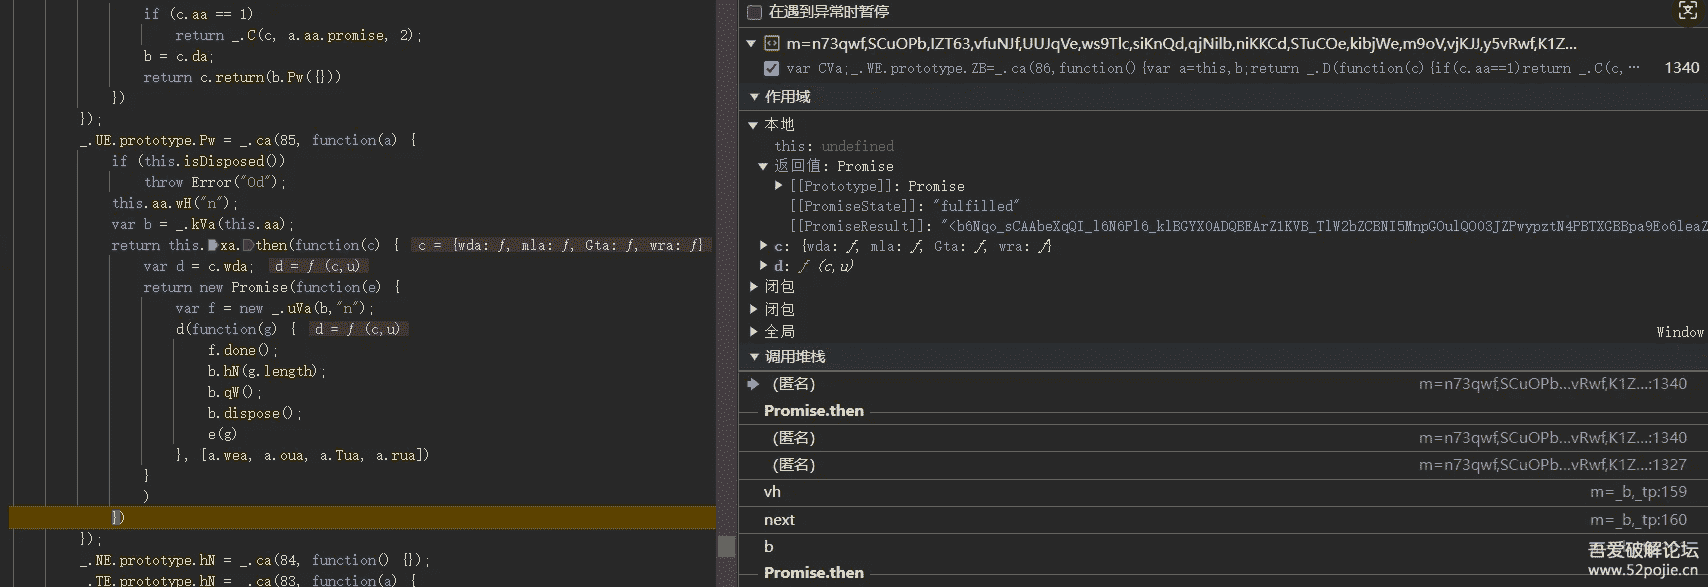 if (c.aa == 1)
return _.C(c, a.aa.promise, 2);
b = c.da;
return c.return(b.Pw({}))
})
});
_.UE.prototype.Pw = _.ca(85, function(a) {
if (this.isDisposed())
throw Error("Od");
this.aa.wH("n");
var b = _.kVa(this.aa);
return this.xa.then(function(c) { c = {wda: ƒ, mla: ƒ, Gta: ƒ, wra: ƒ}
var d = c.wda; d = ƒ (c,u)
return new Promise(function(e) {
var f = new _.uVa(b,"n");
d(function(g) { d = ƒ (c,u)
f.done();
b.hN(g.length);
b.qW();
b.dispose();
e(g)
}, [a.wea, a.oua, a.Tua, a.rua])
}
)
})
});
_.NE.prototype.hN = _.ca(84, function() {});
_.TE.prototype.hN = _.ca(83, function(a) {
在遇到异常时暂停
m=n73qwf,SCuOPb,IZT63,vfuNJf,UUJqVe,ws9Tlc,siKnQd,qjNilb,niKKCd,STuCOe,kibjWe,m9oV,vjKJJ,y5vRwf,K1Z...
var CVa;_.WE.prototype.ZB=_.ca(86,function(){var a=this,b;return _.D(function(c){if(c.aa==1)return _.C(c, … 1340
作用域
本地
this: undefined
返回值: Promise
[[Prototype]]: Promise
[[PromiseState]]: "fulfilled"
[[PromiseResult]]:
c: {wda: ƒ, mla: ƒ, Gta: ƒ, wra: ƒ}
d: ƒ (c,u)
闭包
闭包
全局 Window
调用堆栈
(匿名) m=n73qwf,SCuOPb...vRwf,K1Z...:1340
Promise.then
(匿名) m=n73qwf,SCuOPb...vRwf,K1Z...:1340
(匿名) m=n73qwf,SCuOPb...vRwf,K1Z...:1327
vh m=_b,_tp:159
next m=_b,_tp:160
b
Promise.then
吾爱破解论坛
www.52pojie.cn